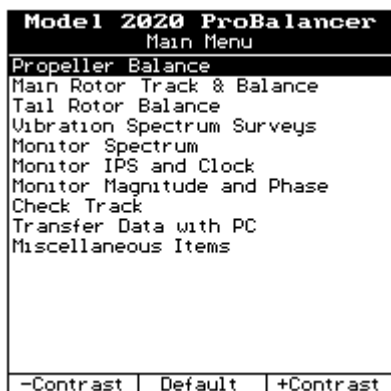 Model 2020 ProBalancer
Main Menu
Propeller Balance
Main Rotor Track & Balance
Tail Rotor Balance
Vibration Spectrum Surveys
Monitor Spectrum
Monitor IPS and Clock
Monitor Magnitude and Phase
Check Track
Transfer Data with PC
Miscellaneous Items
-Contrast Default +Contrast